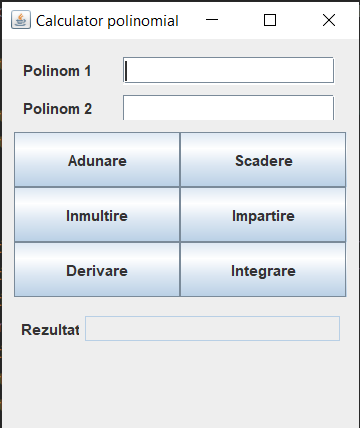 Calculator polinomial
Polinom 1
Polinom 2
Adunare Scadere
Inmultire Impartire
Derivare Integrare
Rezultat